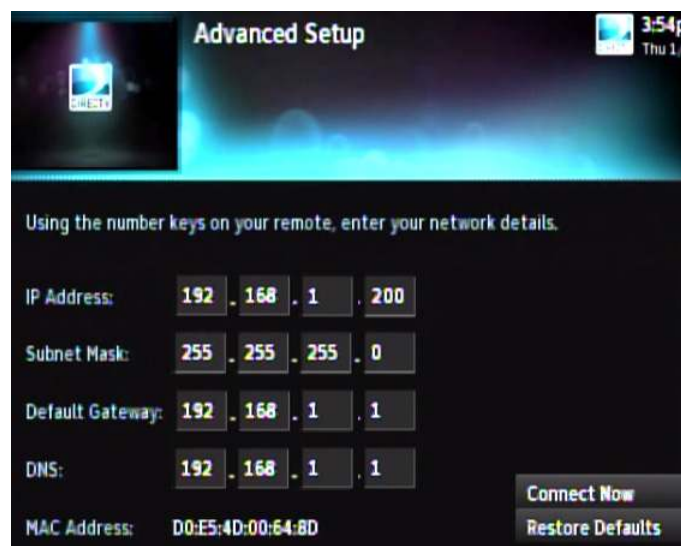 Advanced Setup
3:54p
Thu 1
DIRECTV
Using the number keys on your remote, enter your network details.
IP Address: 192 . 168 . 1 . 200
Subnet Mask: 255 . 255 . 255 . 0
Default Gateway: 192 . 168 . 1 . 1
DNS: 192 . 168 . 1 . 1
Connect Now
MAC Address: D0:E5:4D:00:64:8D
Restore Defaults